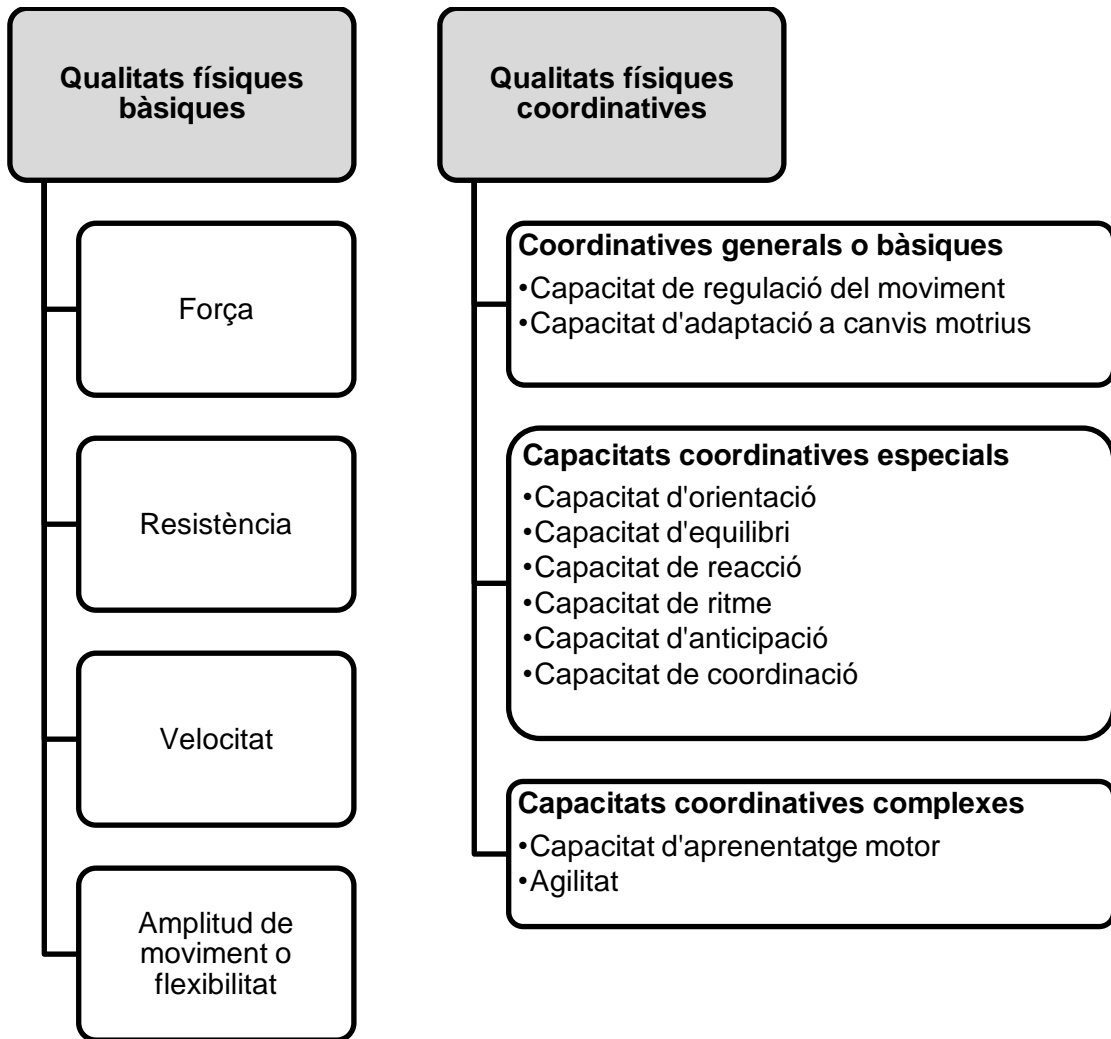 Qualitats físiques
bàsiques
Força
Resistència
Velocitat
Amplitud de
moviment o
flexibilitat
Qualitats físiques
coordinatives
Coordinatives generals o bàsiques
•Capacitat de regulació del moviment
•Capacitat d'adaptació a canvis motrius
Capacitats coordinatives especials
•Capacitat d'orientació
•Capacitat d'equilibri
•Capacitat de reacció
•Capacitat de ritme
•Capacitat d'anticipació
•Capacitat de coordinació
Capacitats coordinatives complexes
•Capacitat d'aprenentatge motor
•Agilitat